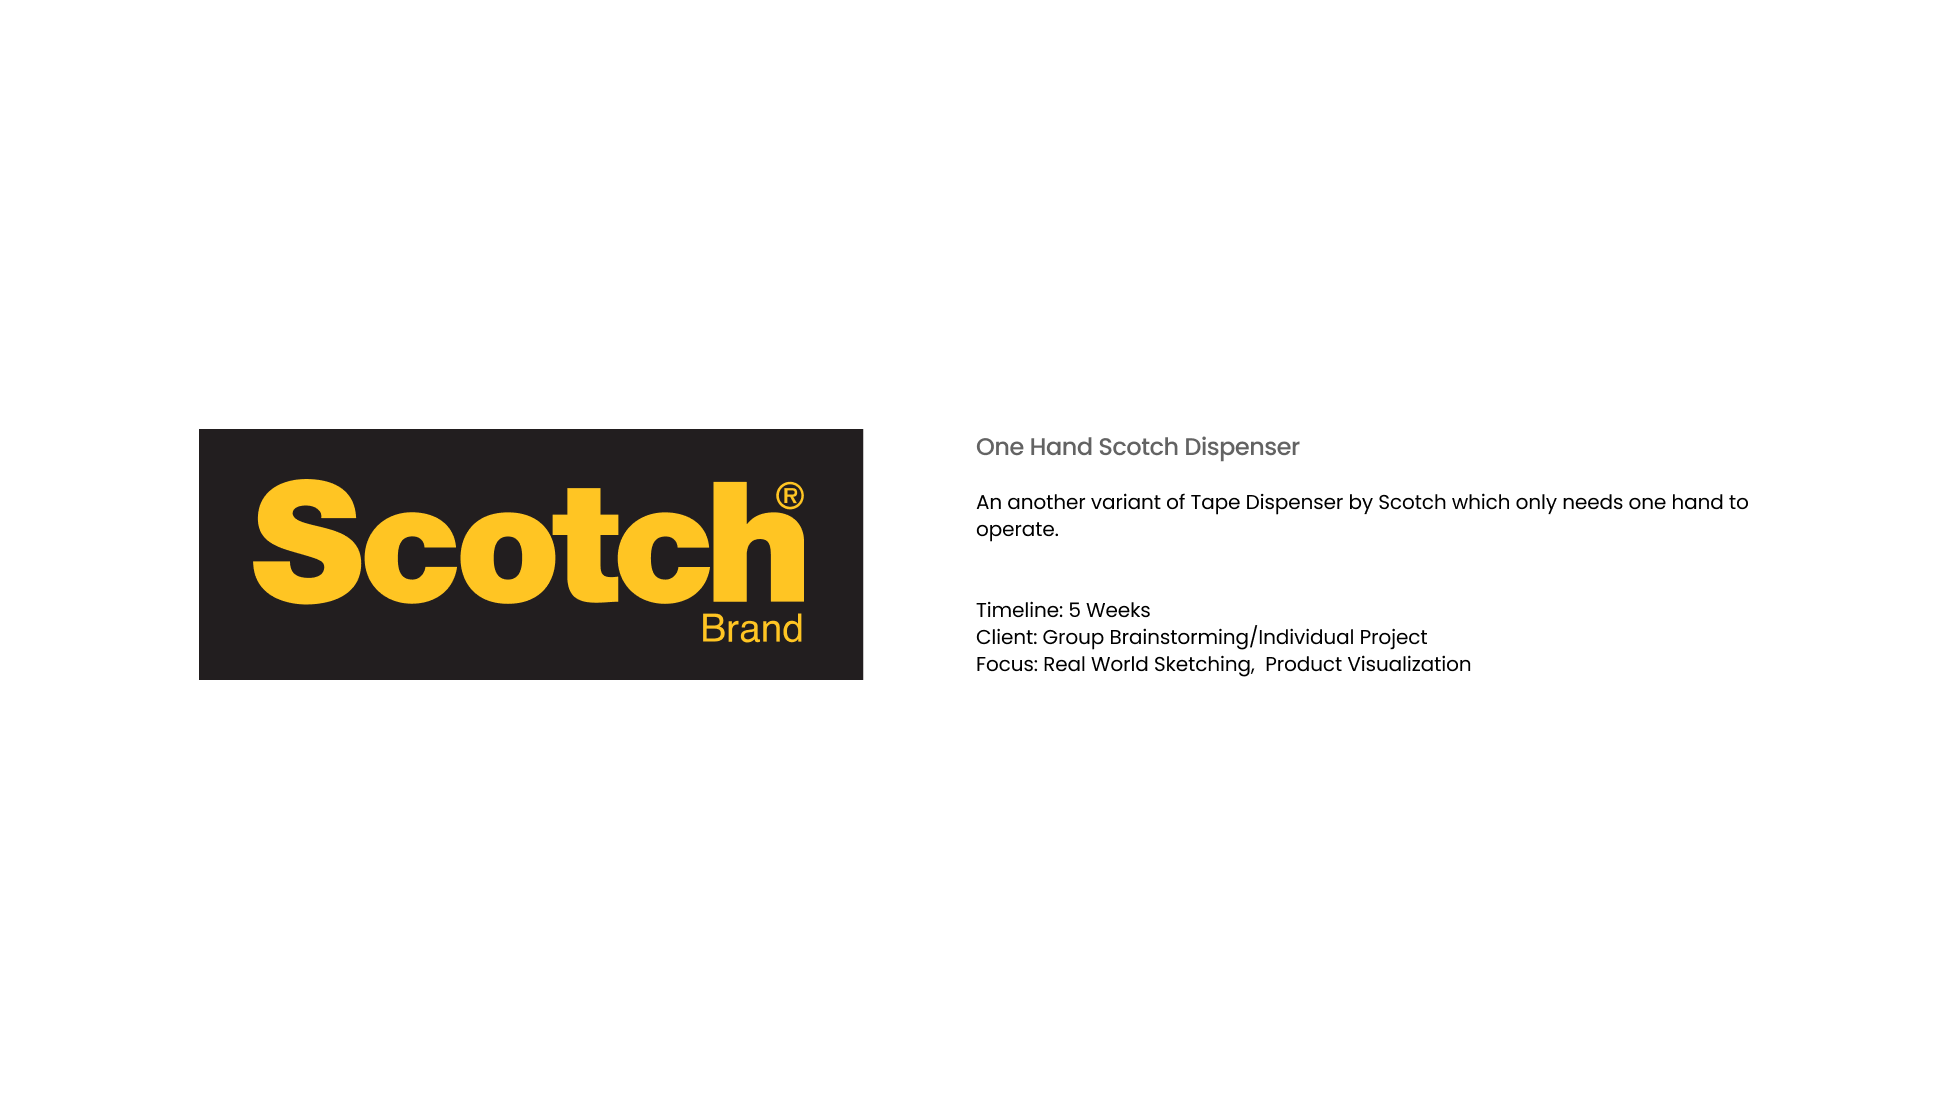 Scotch®
Brand
One Hand Scotch Dispenser
An another variant of Tape Dispenser by Scotch which only needs one hand to
operate.
Timeline: 5 Weeks
Client: Group Brainstorming/Individual Project
Focus: Real World Sketching,  Product Visualization